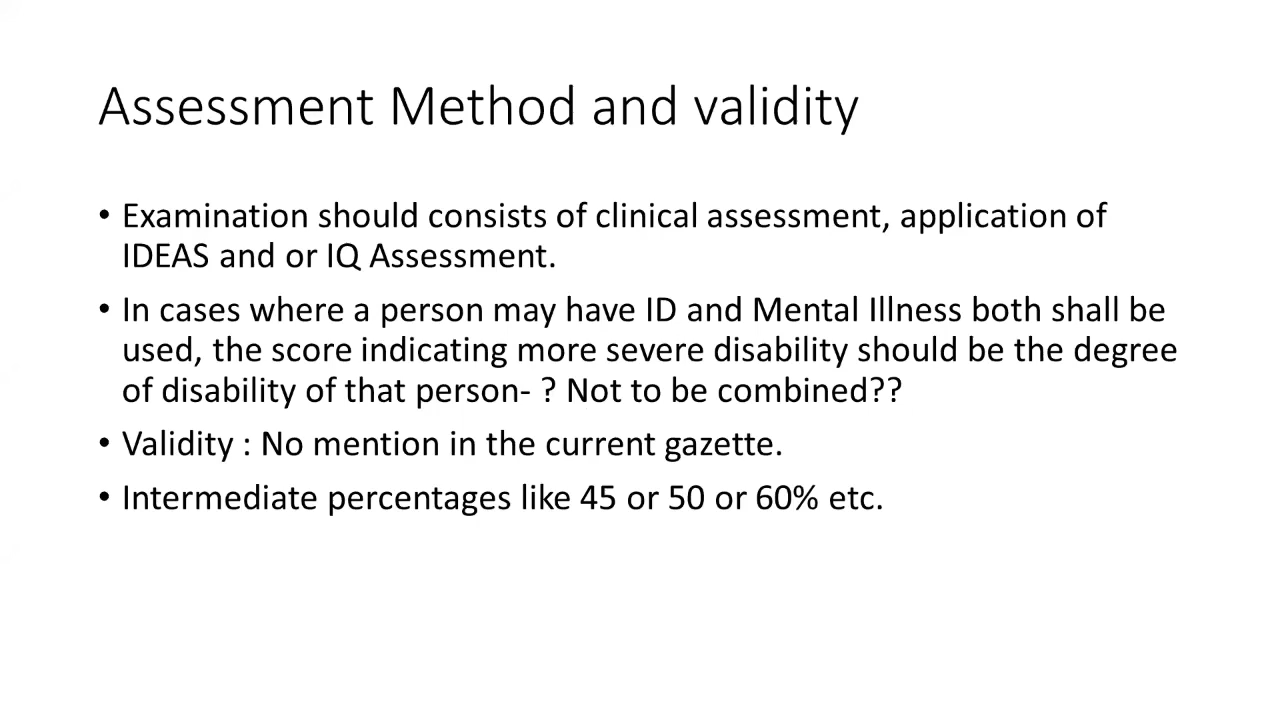 Assessment Method and validity
• Examination should consists of clinical assessment, application of
IDEAS and or IQ Assessment.
• In cases where a person may have ID and Mental Illness both shall be
used, the score indicating more severe disability should be the degree
of disability of that person- ? Not to be combined??
• Validity : No mention in the current gazette.
• Intermediate percentages like 45 or 50 or 60% etc.